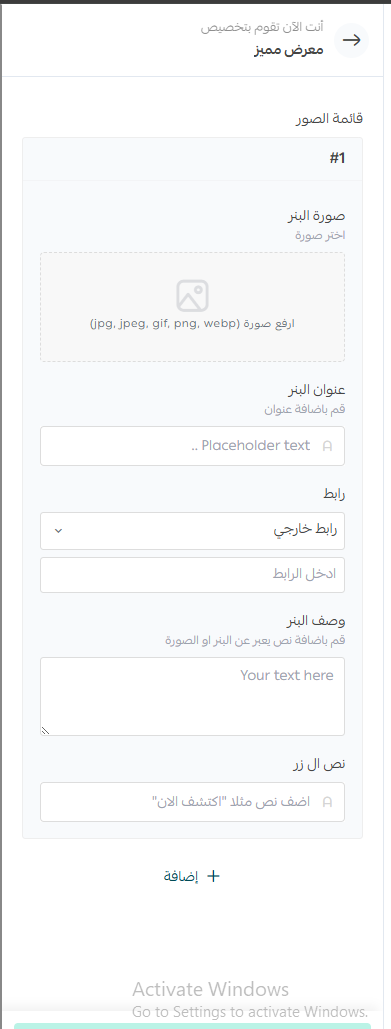 أنت الآن تقوم بتخصيص
معرض مميز
قائمة الصور
#1
صورة البنر
اختر صورة
ارفع صورة (jpg, jpeg, gif, png, webp)
عنوان البنر
قم باضافة عنوان
Placeholder text ..
رابط
رابط خارجي
ادخل الرابط
وصف البنر
قم باضافة نص يعبر عن البنر او الصورة
Your text here
نص ال زر
اضف نص مثلا "اكتشف الان"
إضافة
Activate Windows
Go to Settings to activate Windows.